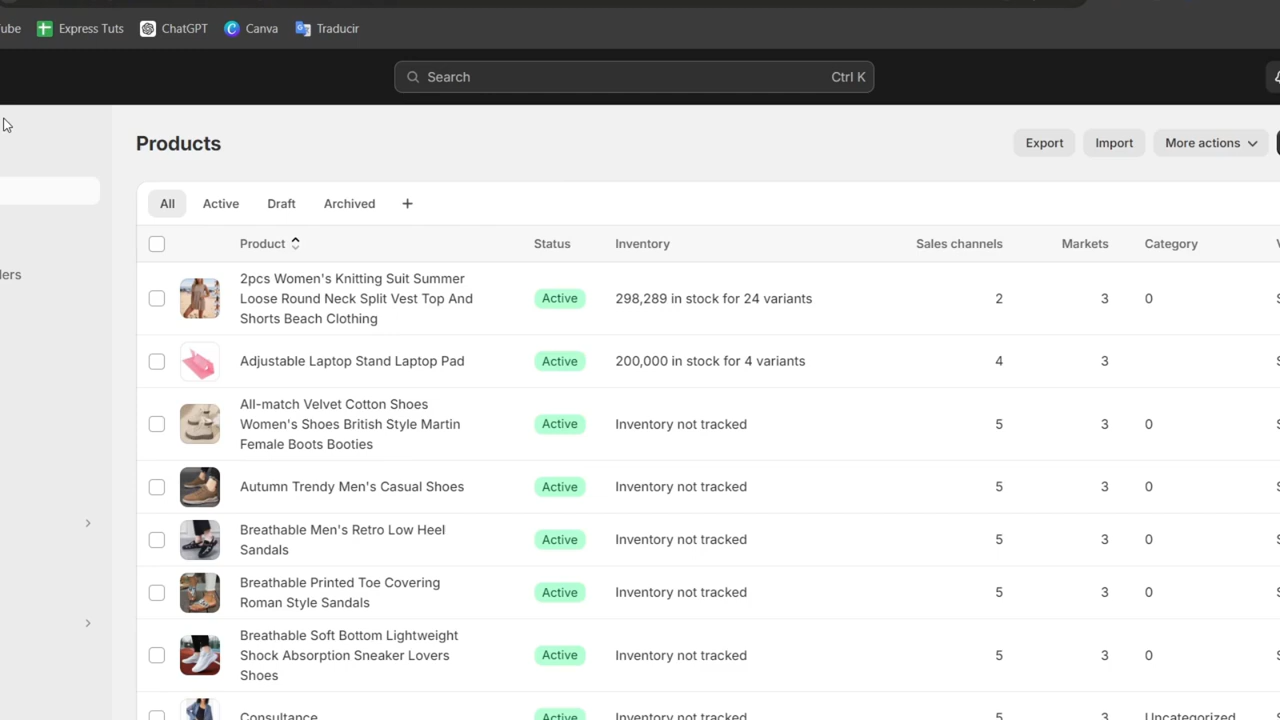 ube Express Tuts ChatGPT Canva Traducir
Search Ctrl K
Products Export Import More actions
All Active Draft Archived +
Product Status Inventory Sales channels Markets Category
2pcs Women's Knitting Suit Summer
Loose Round Neck Split Vest Top And
Shorts Beach Clothing
Active 298,289 in stock for 24 variants 2 3 0
Adjustable Laptop Stand Laptop Pad Active 200,000 in stock for 4 variants 4 3
All-match Velvet Cotton Shoes
Women's Shoes British Style Martin
Female Boots Booties
Active Inventory not tracked 5 3 0
Autumn Trendy Men's Casual Shoes Active Inventory not tracked 5 3 0
ders
Breathable Men's Retro Low Heel
Sandals
Active Inventory not tracked 5 3 0
Breathable Printed Toe Covering
Roman Style Sandals
Active Inventory not tracked 5 3 0
Breathable Soft Bottom Lightweight
Shock Absorption Sneaker Lovers
Shoes
Active Inventory not tracked 5 3 0
Consultance Active Inventory not tracked 5 3 Uncategorized